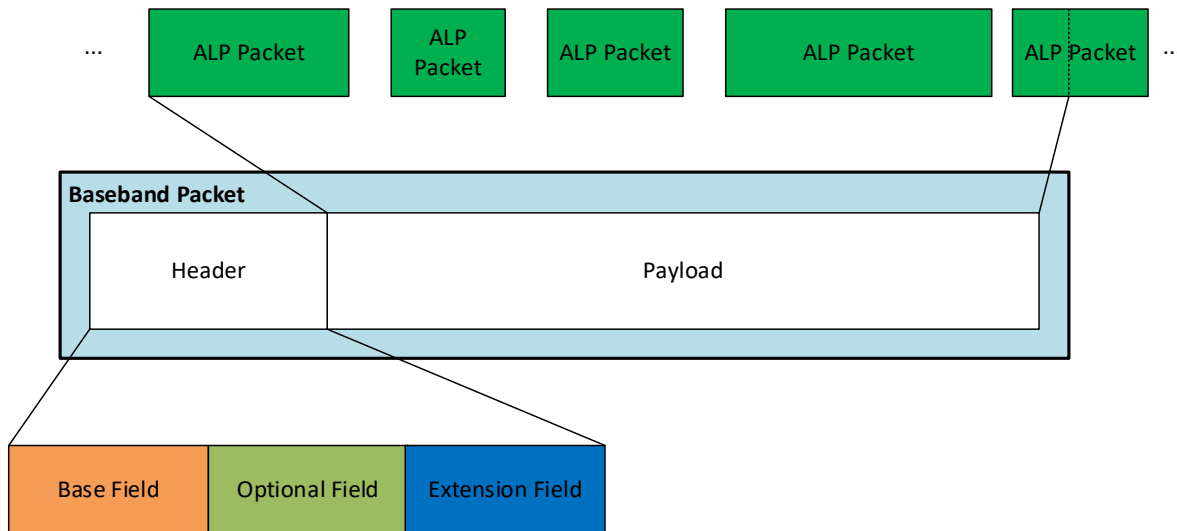 ...
ALP Packet
ALP
Packet
ALP Packet
ALP Packet
ALP Packet
...
Baseband Packet
Header
Payload
Base Field
Optional Field
Extension Field